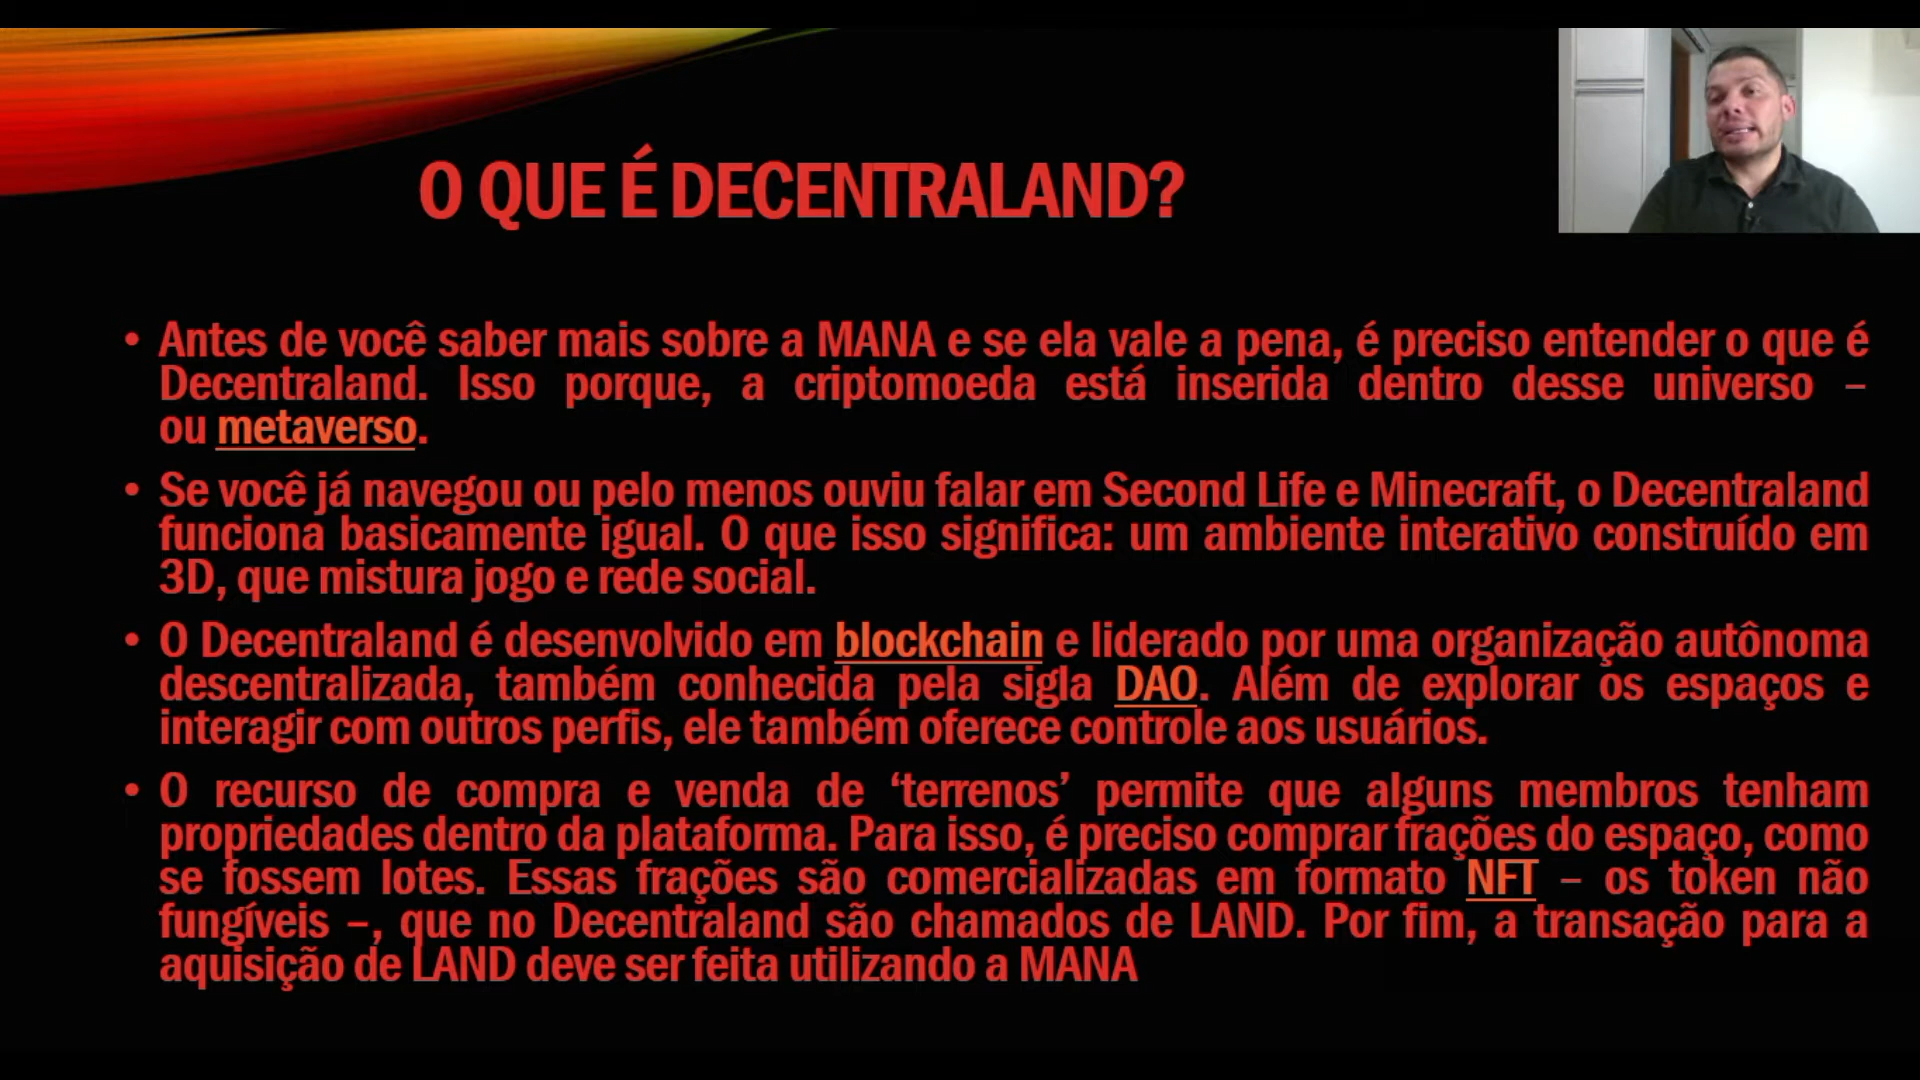 O QUE É DECENTRALAND?
• Antes de você saber mais sobre a MANA e se ela vale a pena, é preciso entender o que é
Decentraland. Isso porque, a criptomoeda está inserida dentro desse universo –
ou metaverso.
• Se você já navegou ou pelo menos ouviu falar em Second Life e Minecraft, o Decentraland
funciona basicamente igual. O que isso significa: um ambiente interativo construído em
3D, que mistura jogo e rede social.
• O Decentraland é desenvolvido em blockchain e liderado por uma organização autônoma
descentralizada, também conhecida pela sigla DAO. Além de explorar os espaços e
interagir com outros perfis, ele também oferece controle aos usuários.
• O recurso de compra e venda de ‘terrenos’ permite que alguns membros tenham
propriedades dentro da plataforma. Para isso, é preciso comprar frações do espaço, como
se fossem lotes. Essas frações são comercializadas em formato NFT – os token não
fungíveis –, que no Decentraland são chamados de LAND. Por fim, a transação para a
aquisição de LAND deve ser feita utilizando a MANA